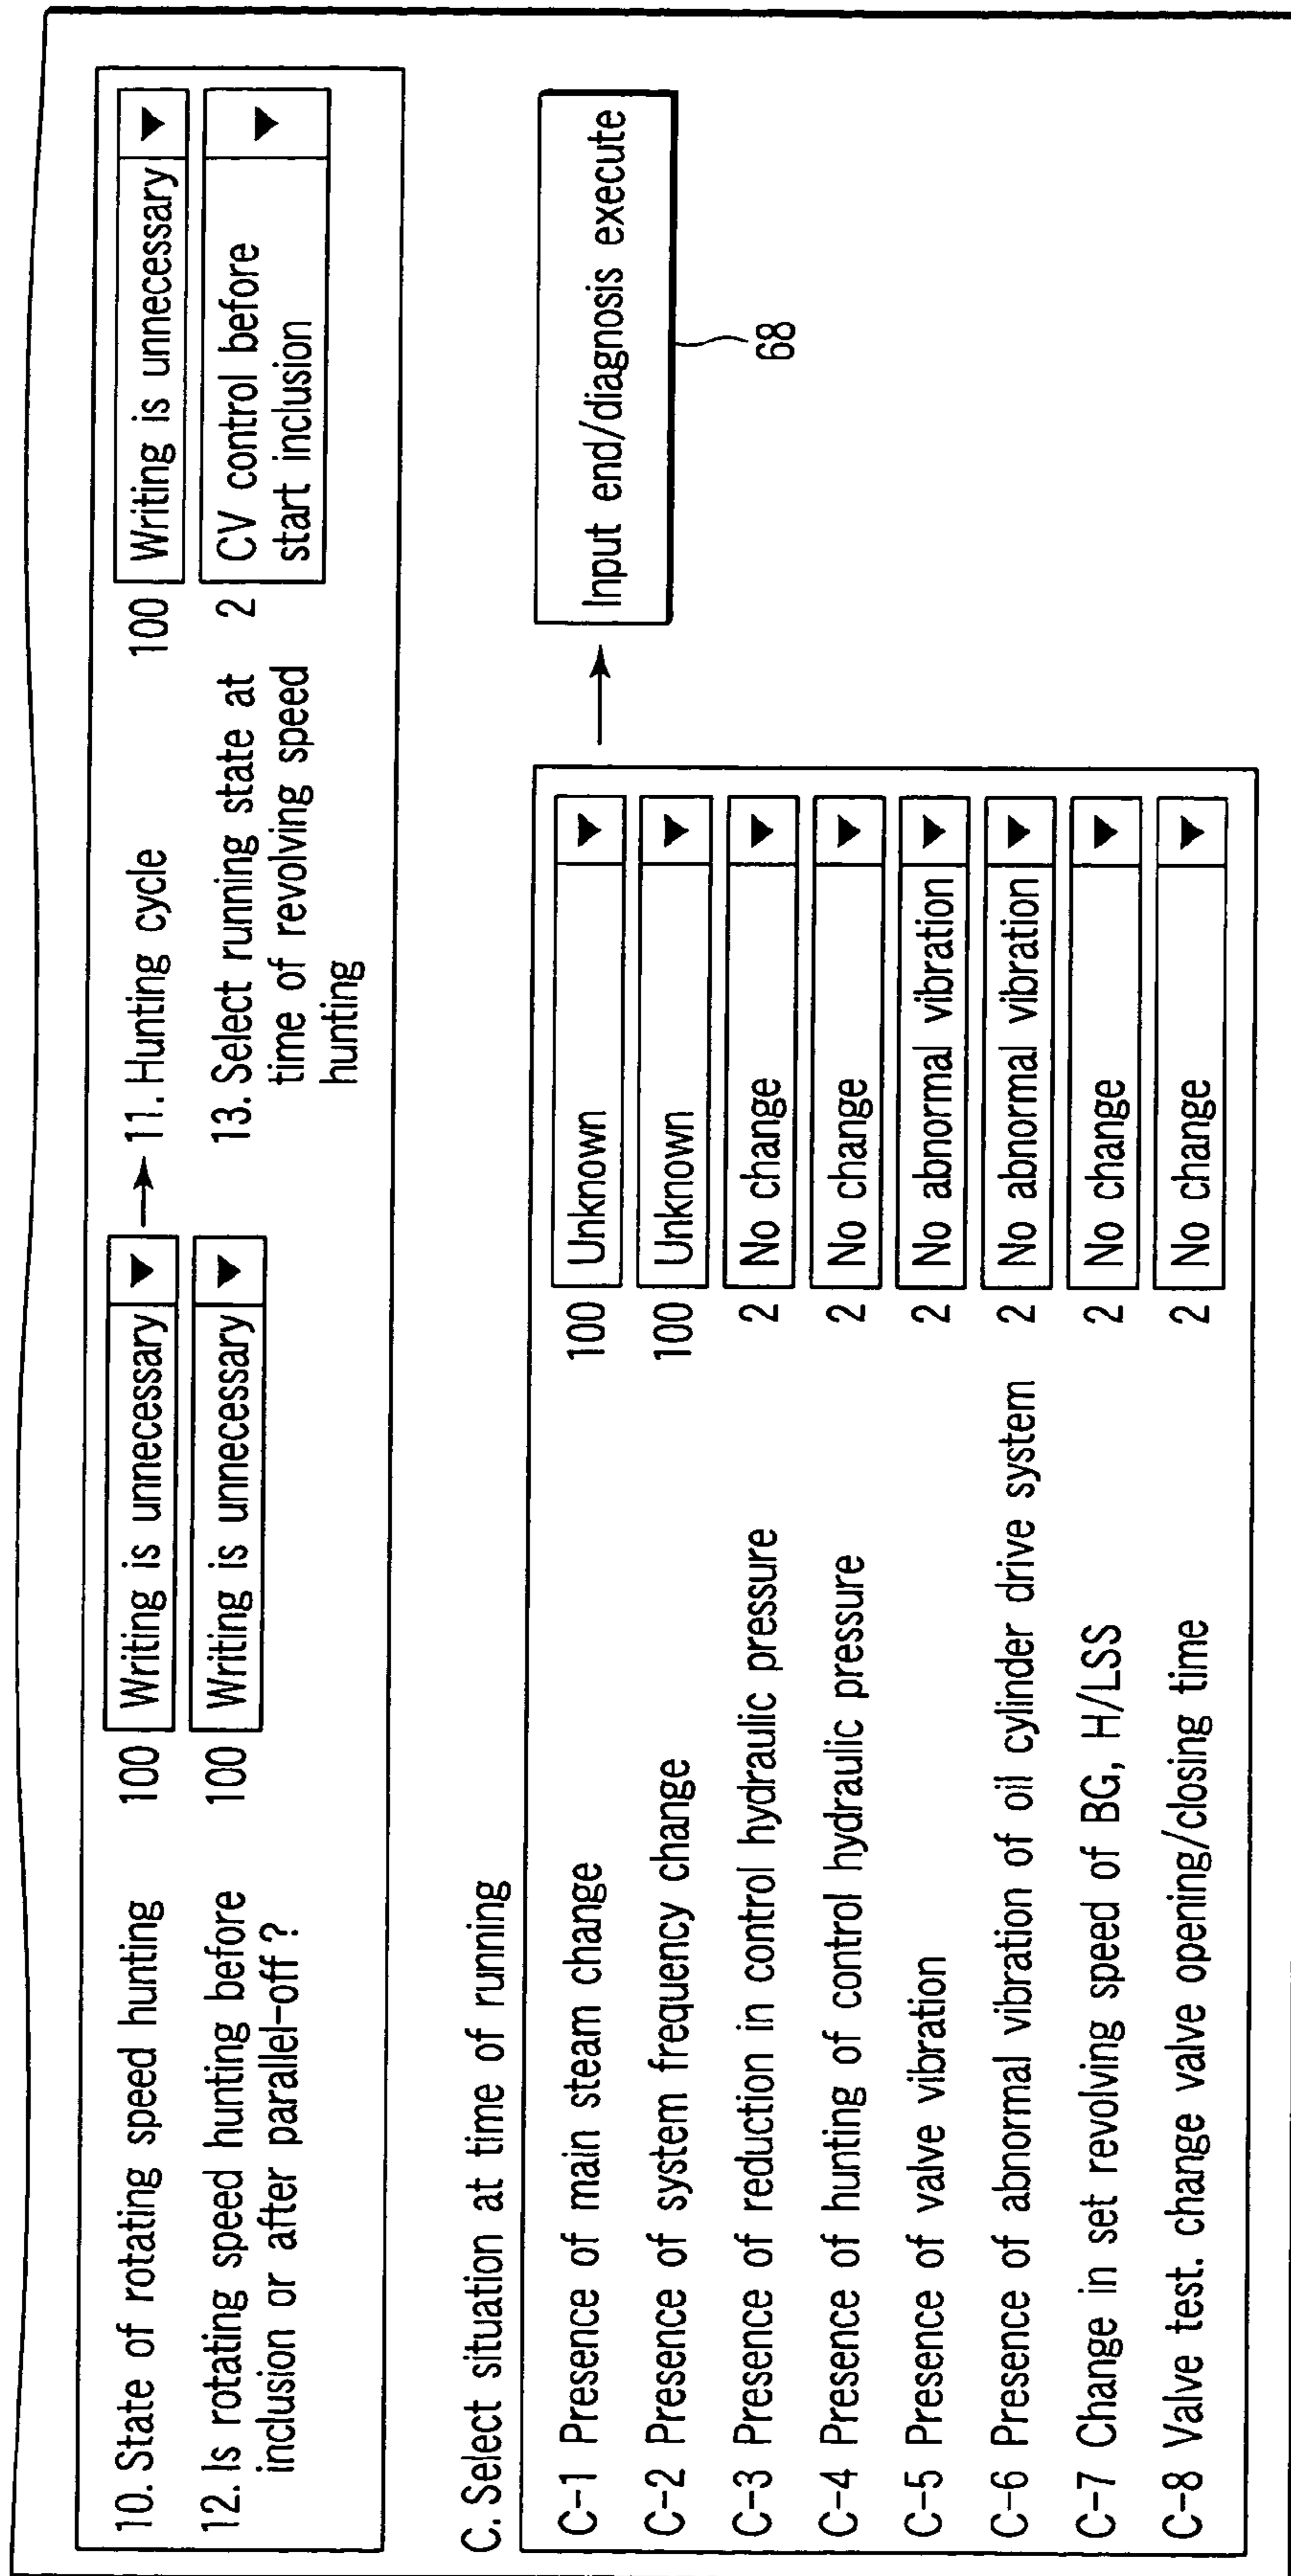 10. State of rotating speed hunting 100 Writing is unnecessary ▼ → 11. Hunting cycle 100 Writing is unnecessary ▼
12. Is rotating speed hunting before 100 Writing is unnecessary ▼ 13. Select running state at 2 CV control before ▼
inclusion or after parallel-off ? time of revolving speed start inclusion
hunting
C. Select situation at time of running
C-1 Presence of main steam change 100 Unknown ▼ → Input end/diagnosis execute
C-2 Presence of system frequency change 100 Unknown ▼
68
C-3 Presence of reduction in control hydraulic pressure 2 No change ▼
C-4 Presence of hunting of control hydraulic pressure 2 No change ▼
C-5 Presence of valve vibration 2 No abnormal vibration ▼
C-6 Presence of abnormal vibration of oil cylinder drive system 2 No abnormal vibration ▼
C-7 Change in set revolving speed of BG, H/LSS 2 No change ▼
C-8 Valve test. change valve opening/closing time 2 No change ▼